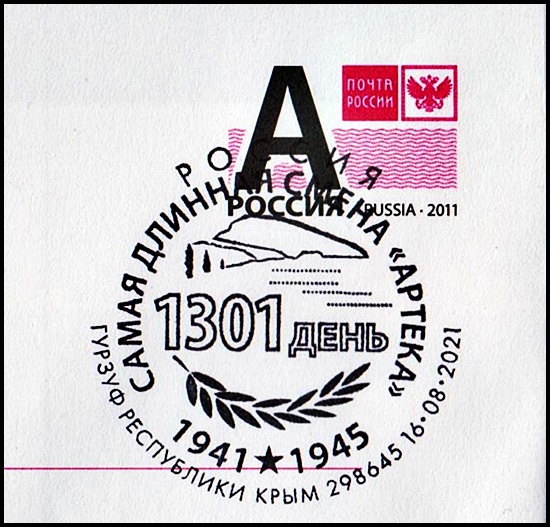 А
ПОЧТА
РОССИИ
РОССИЯ
RUSSIA · 2011
РОССИЯ
САМАЯ ДЛИННАЯ СМЕНА «АРТЕКА»
1301 ДЕНЬ
1941 ★ 1945
ГУРЗУФ РЕСПУБЛИКИ КРЫМ 298645 16·08·2021